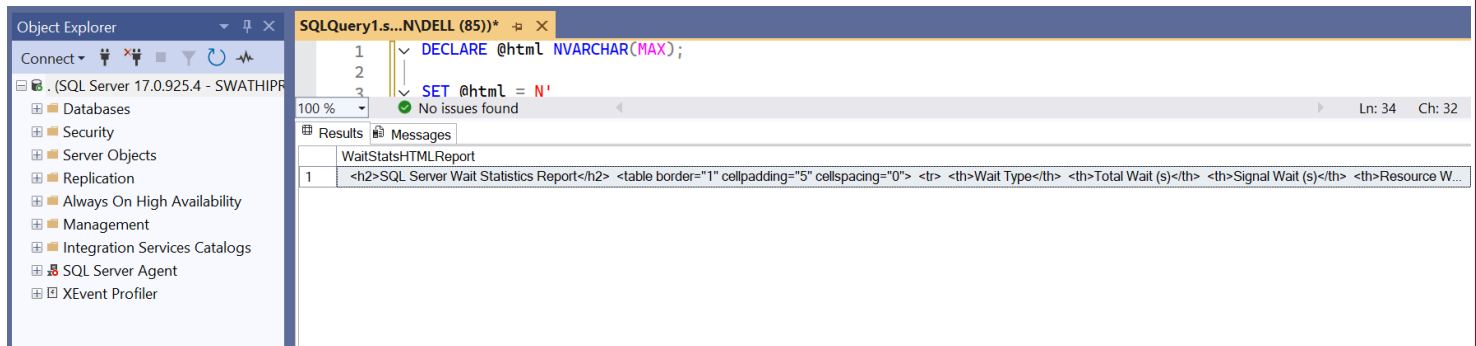 Object Explorer
Connect
. (SQL Server 17.0.925.4 - SWATHIPR
Databases
Security
Server Objects
Replication
Always On High Availability
Management
Integration Services Catalogs
SQL Server Agent
XEvent Profiler
SQLQuery1.s...N\DELL (85))*
1 DECLARE @html NVARCHAR(MAX);
2
3 SET @html = N'
100 % No issues found Ln: 34 Ch: 32
Results Messages
WaitStatsHTMLReport
1 <h2>SQL Server Wait Statistics Report</h2> <table border="1" cellpadding="5" cellspacing="0"> <tr> <th>Wait Type</th> <th>Total Wait (s)</th> <th>Signal Wait (s)</th> <th>Resource W...